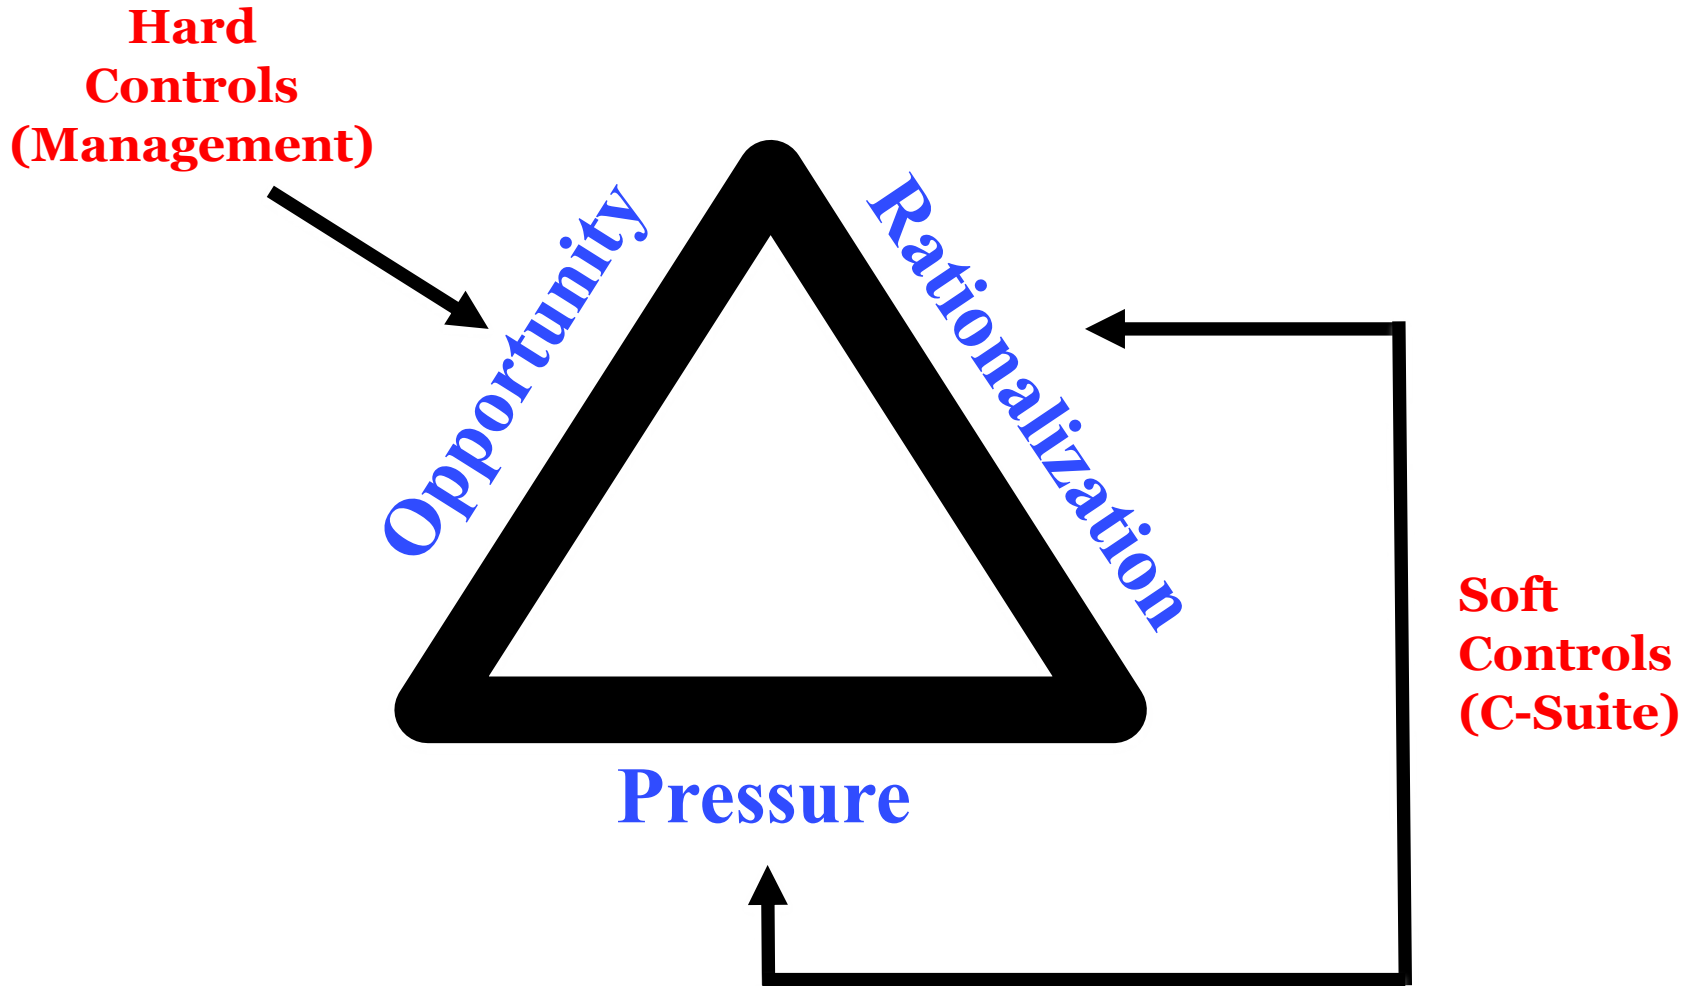 Hard
Controls
(Management)
Opportunity
Rationalization
Soft
Controls
(C-Suite)
Pressure